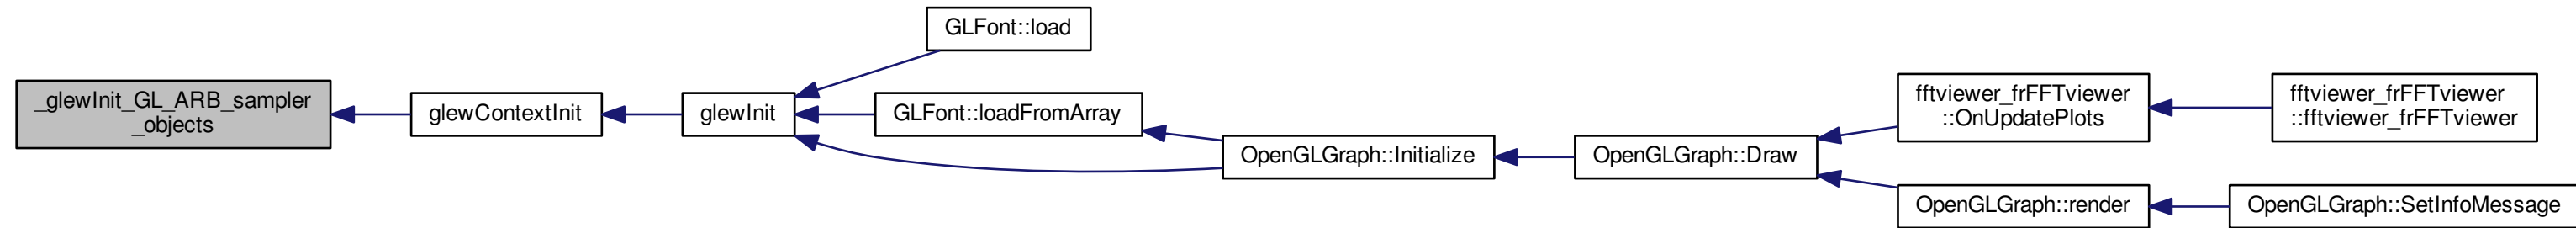 GLFont::load
_glewInit_GL_ARB_sampler
_objects
glewContextInit
glewInit
GLFont::loadFromArray
OpenGLGraph::Initialize
OpenGLGraph::Draw
fftviewer_frFFTviewer
::OnUpdatePlots
fftviewer_frFFTviewer
::fftviewer_frFFTviewer
OpenGLGraph::render
OpenGLGraph::SetInfoMessage